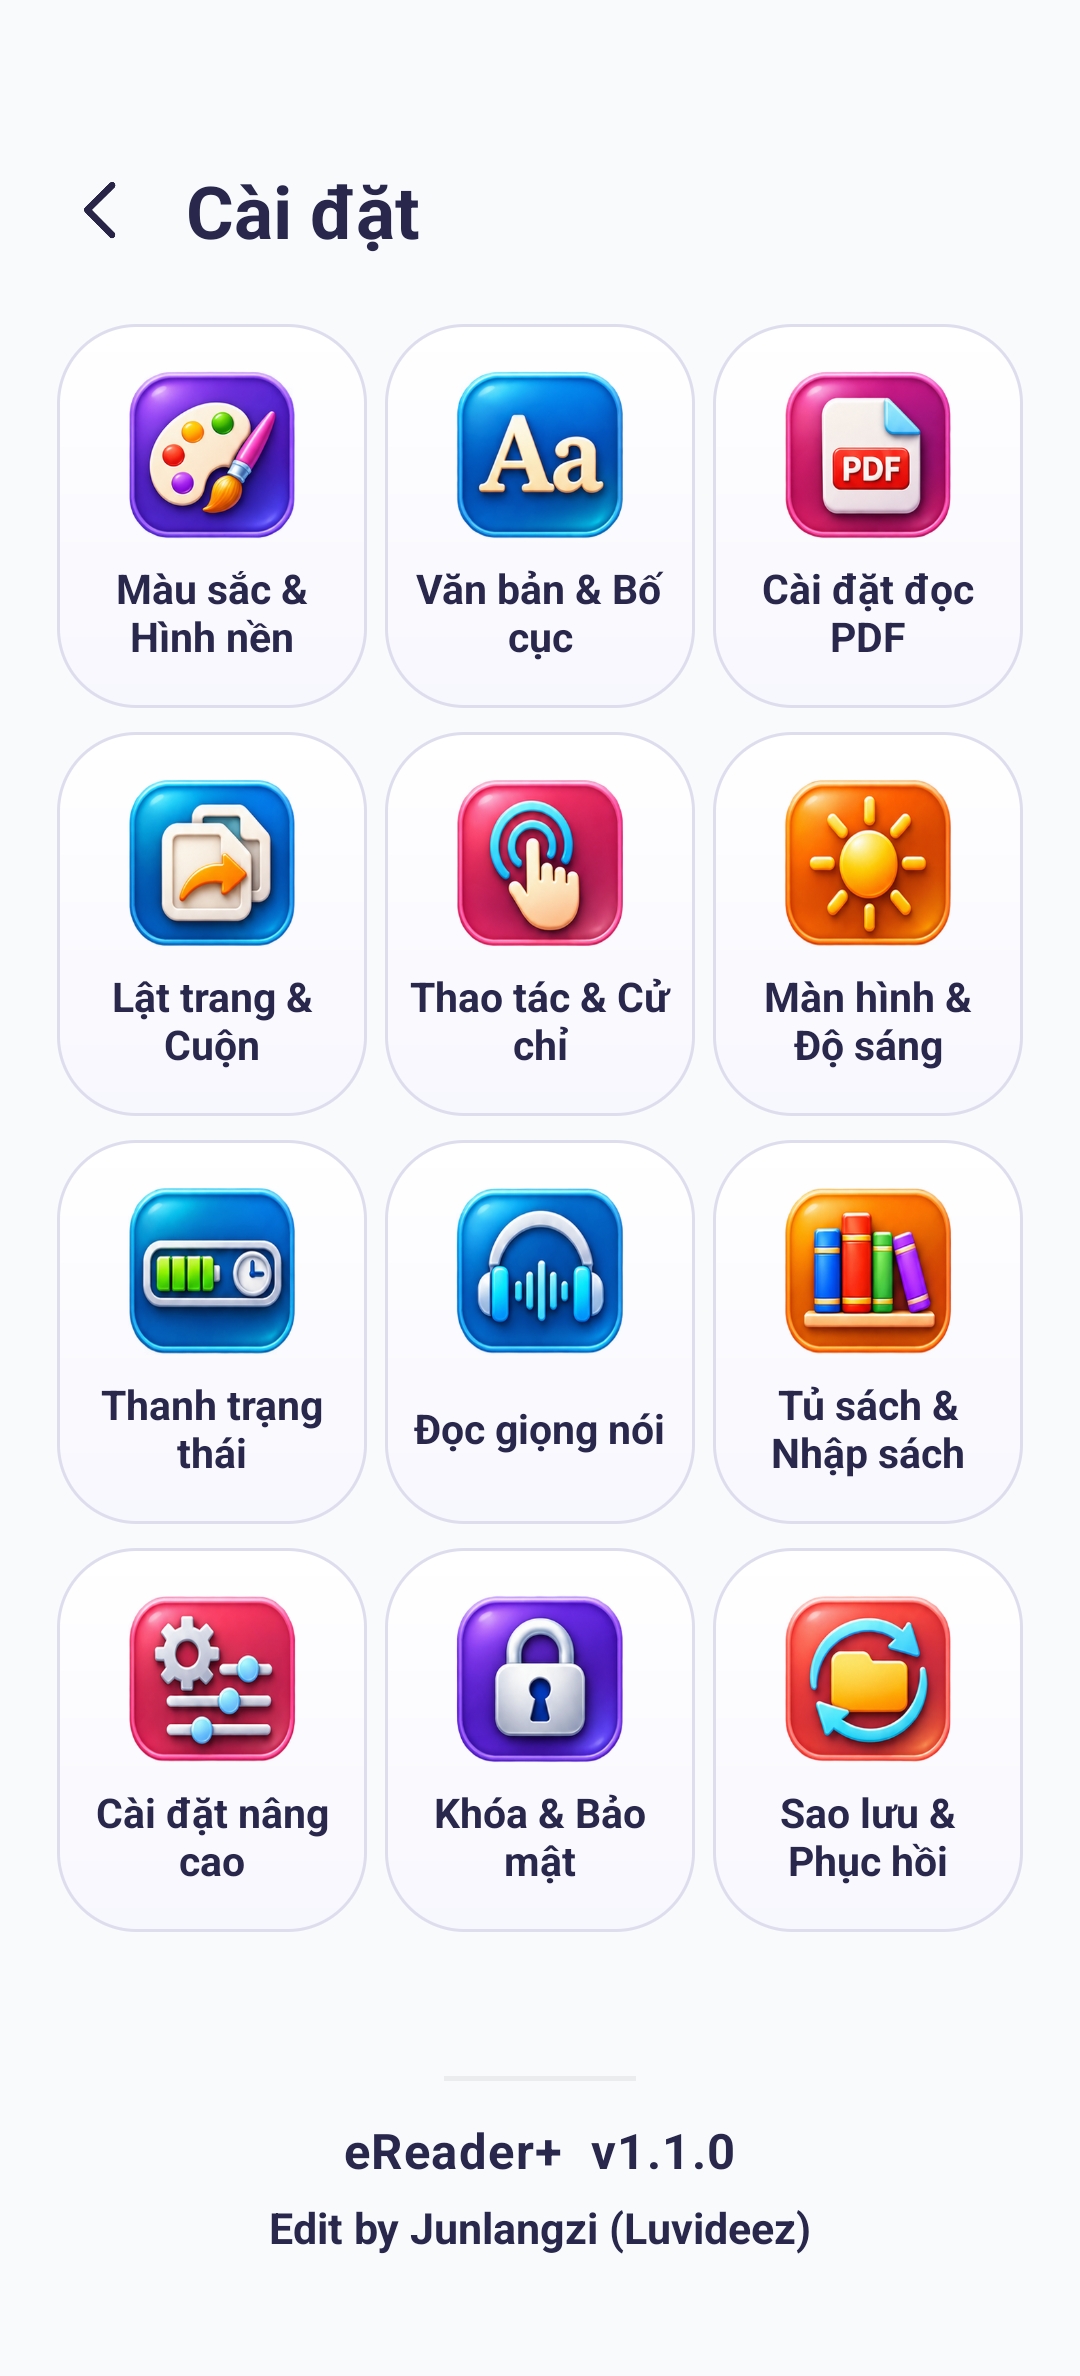 Cài đặt
Màu sắc &
Hình nền
Văn bản & Bố
cục
Aa
PDF
Cài đặt đọc
PDF
Lật trang &
Cuộn
Thao tác & Cử
chỉ
Màn hình &
Độ sáng
Thanh trạng
thái
Đọc giọng nói
Tủ sách &
Nhập sách
Cài đặt nâng
cao
Khóa & Bảo
mật
Sao lưu &
Phục hồi
eReader+ v1.1.0
Edit by Junlangzi (Luvideez)